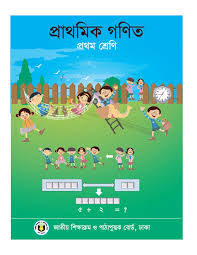 প্রাথমিক গণিত
প্রথম শ্রেণি
৫ + ২ = ?
জাতীয় শিক্ষাক্রম ও পাঠ্যপুস্তক বোর্ড, ঢাকা